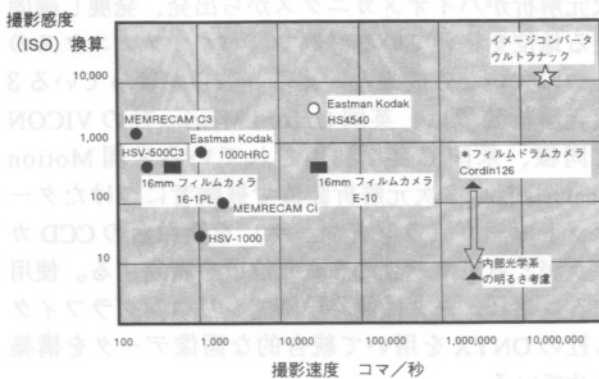 撮影感度
（ISO）換算
イメージコンバータ
ウルトラナック
10,000
Eastman Kodak
HS4540
MEMRECAM C3
1,000
Eastman Kodak
1000HRC
HSV-500C3
＊フィルムドラムカメラ
Cordin126
16mm フィルムカメラ
16-1PL
16mm フィルムカメラ
E-10
100
MEMRECAM Ci
HSV-1000
10
内部光学系
の明るさ考慮
100
1,000
10,000
100,000
1,000,000
10,000,000
撮影速度　コマ／秒